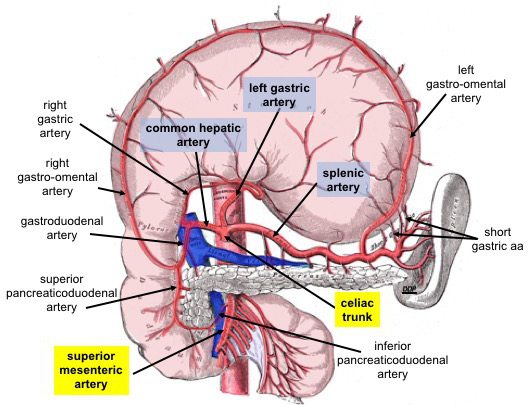 left
gastro-omental
artery
left gastric
artery
right
gastric
artery
common hepatic
artery
right
gastro-omental
artery
splenic
artery
gastroduodenal
artery
short
gastric aa
superior
pancreaticoduodenal
artery
celiac
trunk
superior
mesenteric
artery
inferior
pancreaticoduodenal
artery